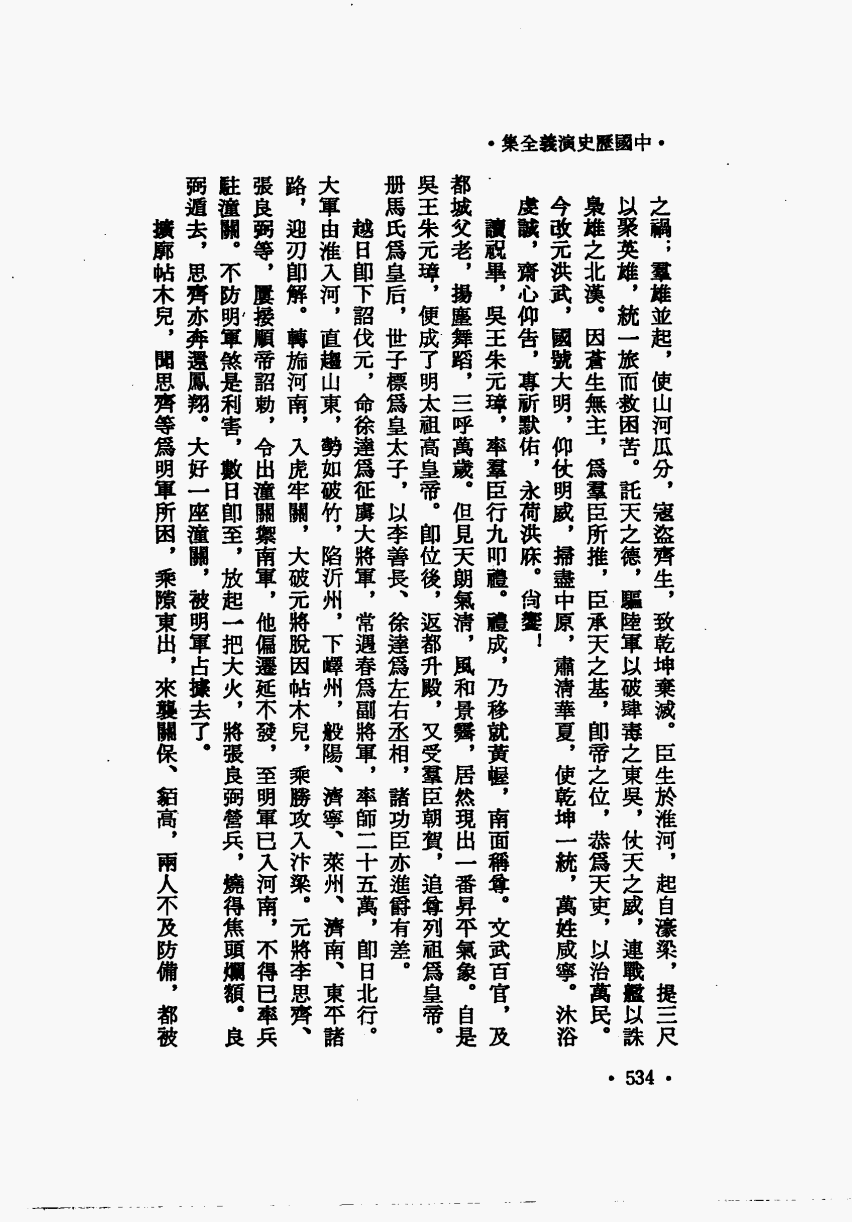 •中國歷史演義全集•
之禍；羣雄並起，使山河瓜分，寇盜齊生，致乾坤棄滅。臣生於淮河，起自濠梁，提三尺
以聚英雄，統一旅而救困苦。託天之德，驅陸軍以破肆毒之東吳，仗天之威，連戰艦以誅
梟雄之北漢。因蒼生無主，爲羣臣所推，臣承天之基，卽帝之位，恭爲天吏，以治萬民。
今改元洪武，國號大明，仰仗明威，掃盡中原，肅清華夏，使乾坤一統，萬姓咸寧。沐浴
虔誠，齋心仰告，專祈默佑，永荷洪庥。尙饗！
讀祝畢，吳王朱元璋，率羣臣行九叩禮。禮成，乃移就黃幄，南面稱尊。文武百官，及
都城父老，揚塵舞蹈，三呼萬歲。但見天朗氣清，風和景霽，居然現出一番昇平氣象。自是
吳王朱元璋，便成了明太祖高皇帝。卽位後，返都升殿，又受羣臣朝賀，追尊列祖爲皇帝。
册馬氏爲皇后，世子標爲皇太子，以李善長、徐達爲左右丞相，諸功臣亦進爵有差。
越日卽下詔伐元，命徐達爲征虜大將軍，常遇春爲副將軍，率師二十五萬，卽日北行。
大軍由淮入河，直趨山東，勢如破竹，陷沂州，下嶧州，般陽、濟寧、萊州、濟南、東平諸
路，迎刃卽解。轉旆河南，入虎牢關，大破元將脫因帖木兒，乘勝攻入汴梁。元將李思齊、
張良弼等，屢接順帝詔勅，令出潼關禦南軍，他偏遷延不發，至明軍已入河南，不得已率兵
駐潼關。不防明軍煞是利害，數日卽至，放起一把大火，將張良弼營兵，燒得焦頭爛額。良
弼遁去，思齊亦奔還鳳翔。大好一座潼關，被明軍占據去了。
擴廓帖木兒，聞思齊等爲明軍所困，乘隙東出，來襲關保、貊高，兩人不及防備，都被
•534•